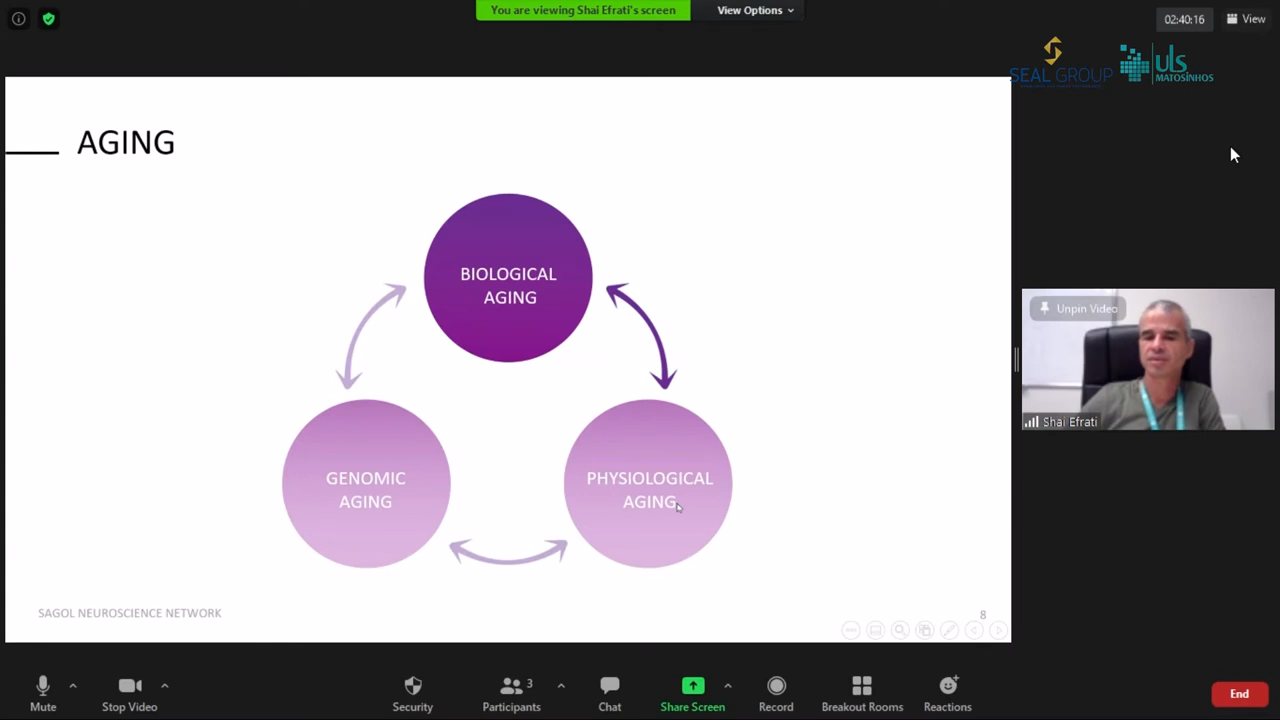 You are viewing Shai Efrati's screen
View Options
02:40:16
View
SEAL GROUP
uls
MATOSINHOS
AGING
BIOLOGICAL
AGING
Unpin Video
Shai Efrati
GENOMIC
AGING
PHYSIOLOGICAL
AGING
SAGOL NEUROSCIENCE NETWORK
8
Mute
Stop Video
Security
3
Participants
Chat
Share Screen
Record
Breakout Rooms
Reactions
End